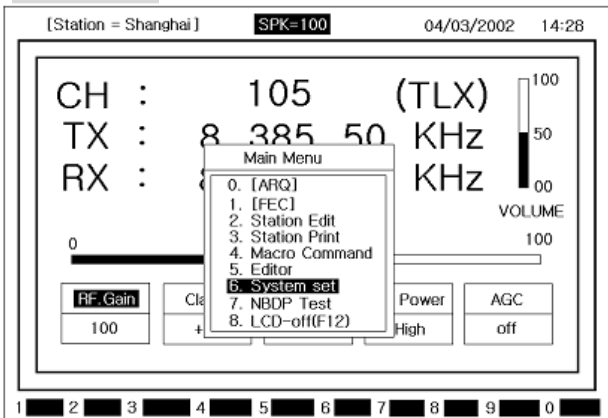 [Station = Shanghai] SPK=100 04/03/2002 14:28
CH : 105 (TLX)
TX : 8 385 50 KHz
RX : KHz
100
50
00
VOLUME
Main Menu
0. [ARQ]
1. [FEC]
2. Station Edit
3. Station Print
4. Macro Command
5. Editor
6. System set
7. NBDP Test
8. LCD-off(F12)
0 100
RF.Gain Power AGC
100 High off
1 2 3 4 5 6 7 8 9 0